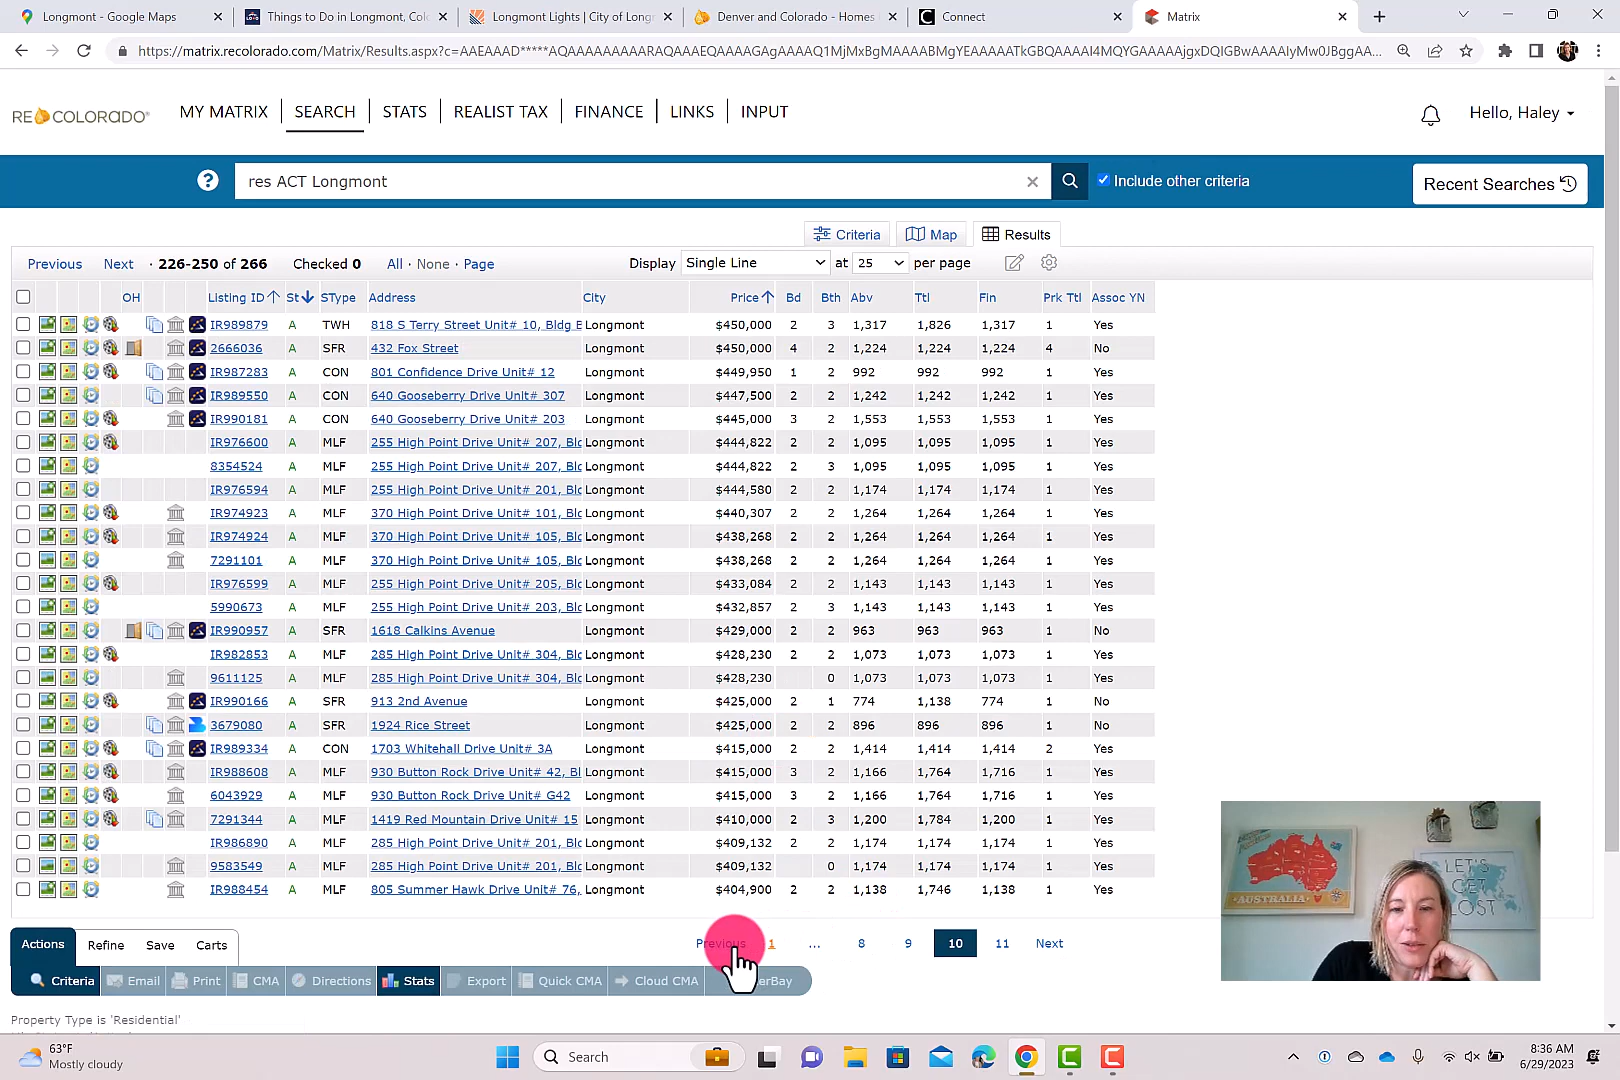 Longmont - Google Maps
Things to Do in Longmont, Col
Longmont Lights | City of Long
Denver and Colorado - Homes
Connect
Matrix
https://matrix.recolorado.com/Matrix/Results.aspx?c=AAEAAAD*****AQAAAAAAAAARAQAAAEQAAAAGAgAAAAQ1MjMxBgMAAAABMgYEAAAAATkGBQAAAAI4MQYGAAAAAjgxDQIGBwAAAAIyMw0JBggAA...
RECOLORADO
MY MATRIX
SEARCH
STATS
REALIST TAX
FINANCE
LINKS
INPUT
Hello, Haley
?
res ACT Longmont
Include other criteria
Recent Searches
Criteria
Map
Results
Previous Next · 226-250 of 266 Checked 0 All · None · Page Display Single Line at 25 per page
OH Listing ID St SType Address City Price Bd Bth Abv Ttl Fin Prk Ttl Assoc YN
IR989879 A TWH 818 S Terry Street Unit# 10, Bldg E Longmont $450,000 2 3 1,317 1,826 1,317 1 Yes
2666036 A SFR 432 Fox Street Longmont $450,000 4 2 1,224 1,224 1,224 4 No
IR987283 A CON 801 Confidence Drive Unit# 12 Longmont $449,950 1 2 992 992 992 1 Yes
IR989550 A CON 640 Gooseberry Drive Unit# 307 Longmont $447,500 2 2 1,242 1,242 1,242 1 Yes
IR990181 A CON 640 Gooseberry Drive Unit# 203 Longmont $445,000 3 2 1,553 1,553 1,553 1 Yes
IR976600 A MLF 255 High Point Drive Unit# 207, Bld Longmont $444,822 2 2 1,095 1,095 1,095 1 Yes
8354524 A MLF 255 High Point Drive Unit# 207, Bld Longmont $444,822 2 3 1,095 1,095 1,095 1 Yes
IR976594 A MLF 255 High Point Drive Unit# 201, Bld Longmont $444,580 2 2 1,174 1,174 1,174 1 Yes
IR974923 A MLF 370 High Point Drive Unit# 101, Bld Longmont $440,307 2 2 1,264 1,264 1,264 1 Yes
IR974924 A MLF 370 High Point Drive Unit# 105, Bld Longmont $438,268 2 2 1,264 1,264 1,264 1 Yes
7291101 A MLF 370 High Point Drive Unit# 105, Bld Longmont $438,268 2 2 1,264 1,264 1,264 1 Yes
IR976599 A MLF 255 High Point Drive Unit# 205, Bld Longmont $433,084 2 2 1,143 1,143 1,143 1 Yes
5990673 A MLF 255 High Point Drive Unit# 203, Bld Longmont $432,857 2 3 1,143 1,143 1,143 1 Yes
IR990957 A SFR 1618 Calkins Avenue Longmont $429,000 2 2 963 963 963 1 No
IR982853 A MLF 285 High Point Drive Unit# 304, Bld Longmont $428,230 2 2 1,073 1,073 1,073 1 Yes
9611125 A MLF 285 High Point Drive Unit# 304, Bld Longmont $428,230 0 1,073 1,073 1,073 1 Yes
IR990166 A SFR 913 2nd Avenue Longmont $425,000 2 1 774 1,138 774 1 No
3679080 A SFR 1924 Rice Street Longmont $425,000 2 2 896 896 896 1 No
IR989334 A CON 1703 Whitehall Drive Unit# 3A Longmont $415,000 2 2 1,414 1,414 1,414 2 Yes
IR988608 A MLF 930 Button Rock Drive Unit# 42, Bl Longmont $415,000 3 2 1,166 1,764 1,716 1 Yes
6043929 A MLF 930 Button Rock Drive Unit# G42 Longmont $415,000 3 2 1,166 1,764 1,716 1 Yes
7291344 A MLF 1419 Red Mountain Drive Unit# 15 Longmont $410,000 2 3 1,200 1,784 1,200 1 Yes
IR986890 A MLF 285 High Point Drive Unit# 201, Bld Longmont $409,132 2 2 1,174 1,174 1,174 1 Yes
9583549 A MLF 285 High Point Drive Unit# 201, Bld Longmont $409,132 0 1,174 1,174 1,174 1 Yes
IR988454 A MLF 805 Summer Hawk Drive Unit# 76, Longmont $404,900 2 2 1,138 1,746 1,138 1 Yes
AUSTRALIA
LET'S
GET
LOST
Previous 1 ... 8 9 10 11 Next
Actions Refine Save Carts
Criteria Email Print CMA Directions Stats Export Quick CMA Cloud CMA erBay
Property Type is 'Residential'
63°F
Mostly cloudy
Search
8:36 AM
6/29/2023